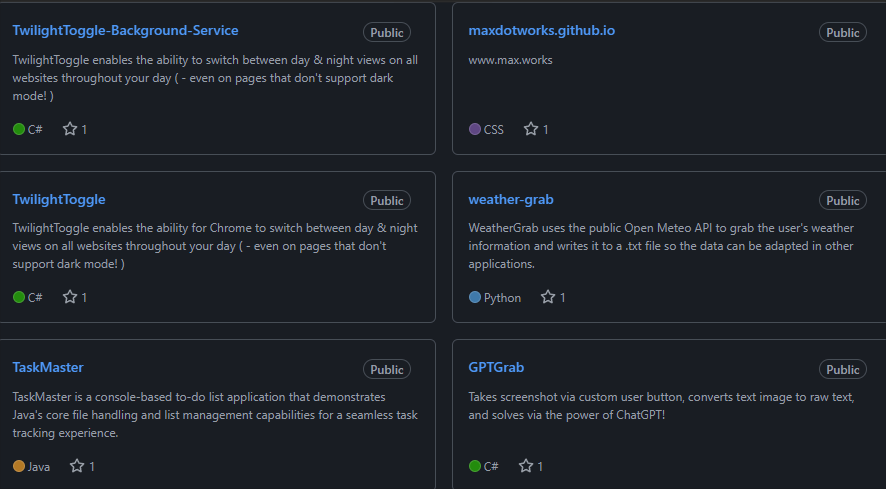 TwilightToggle-Background-Service
Public
TwilightToggle enables the ability to switch between day & night views on all
websites throughout your day ( - even on pages that don't support dark
mode! )
C#
1
maxdotworks.github.io
Public
www.max.works
CSS
1
TwilightToggle
Public
TwilightToggle enables the ability for Chrome to switch between day & night
views on all websites throughout your day ( - even on pages that don't
support dark mode! )
C#
1
weather-grab
Public
WeatherGrab uses the public Open Meteo API to grab the user's weather
information and writes it to a .txt file so the data can be adapted in other
applications.
Python
1
TaskMaster
Public
TaskMaster is a console-based to-do list application that demonstrates
Java's core file handling and list management capabilities for a seamless task
tracking experience.
Java
1
GPTGrab
Public
Takes screenshot via custom user button, converts text image to raw text,
and solves via the power of ChatGPT!
C#
1